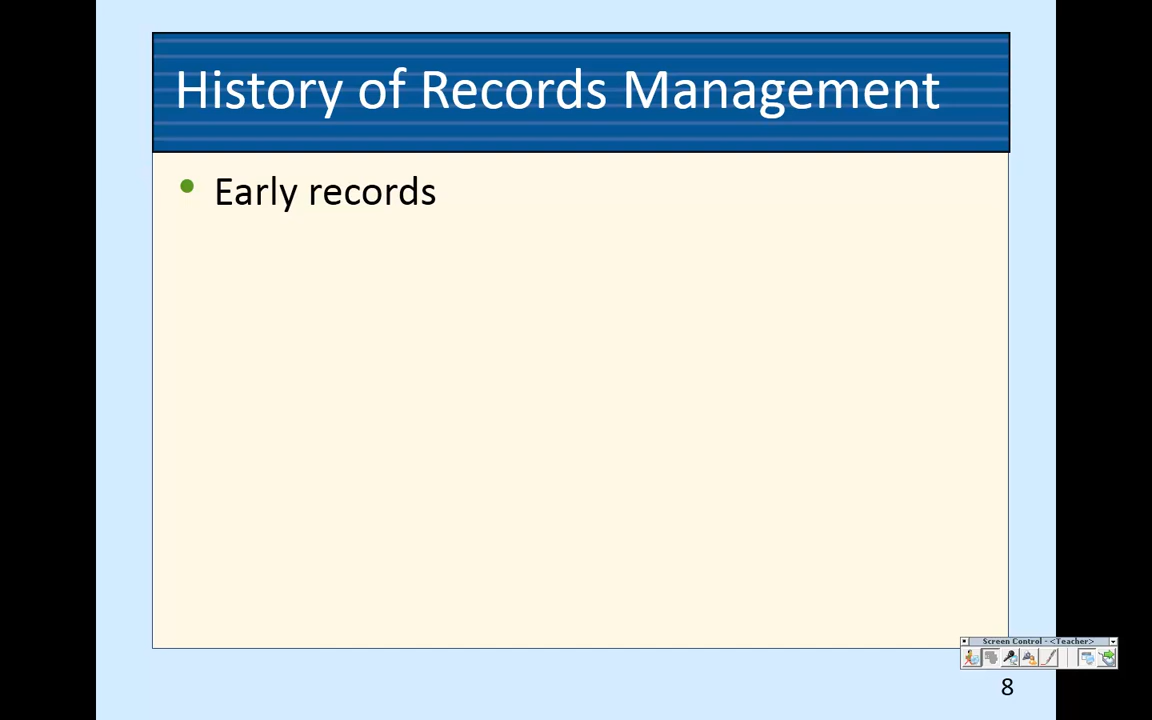 History of Records Management
• Early records
Screen Control - <Teacher>
8